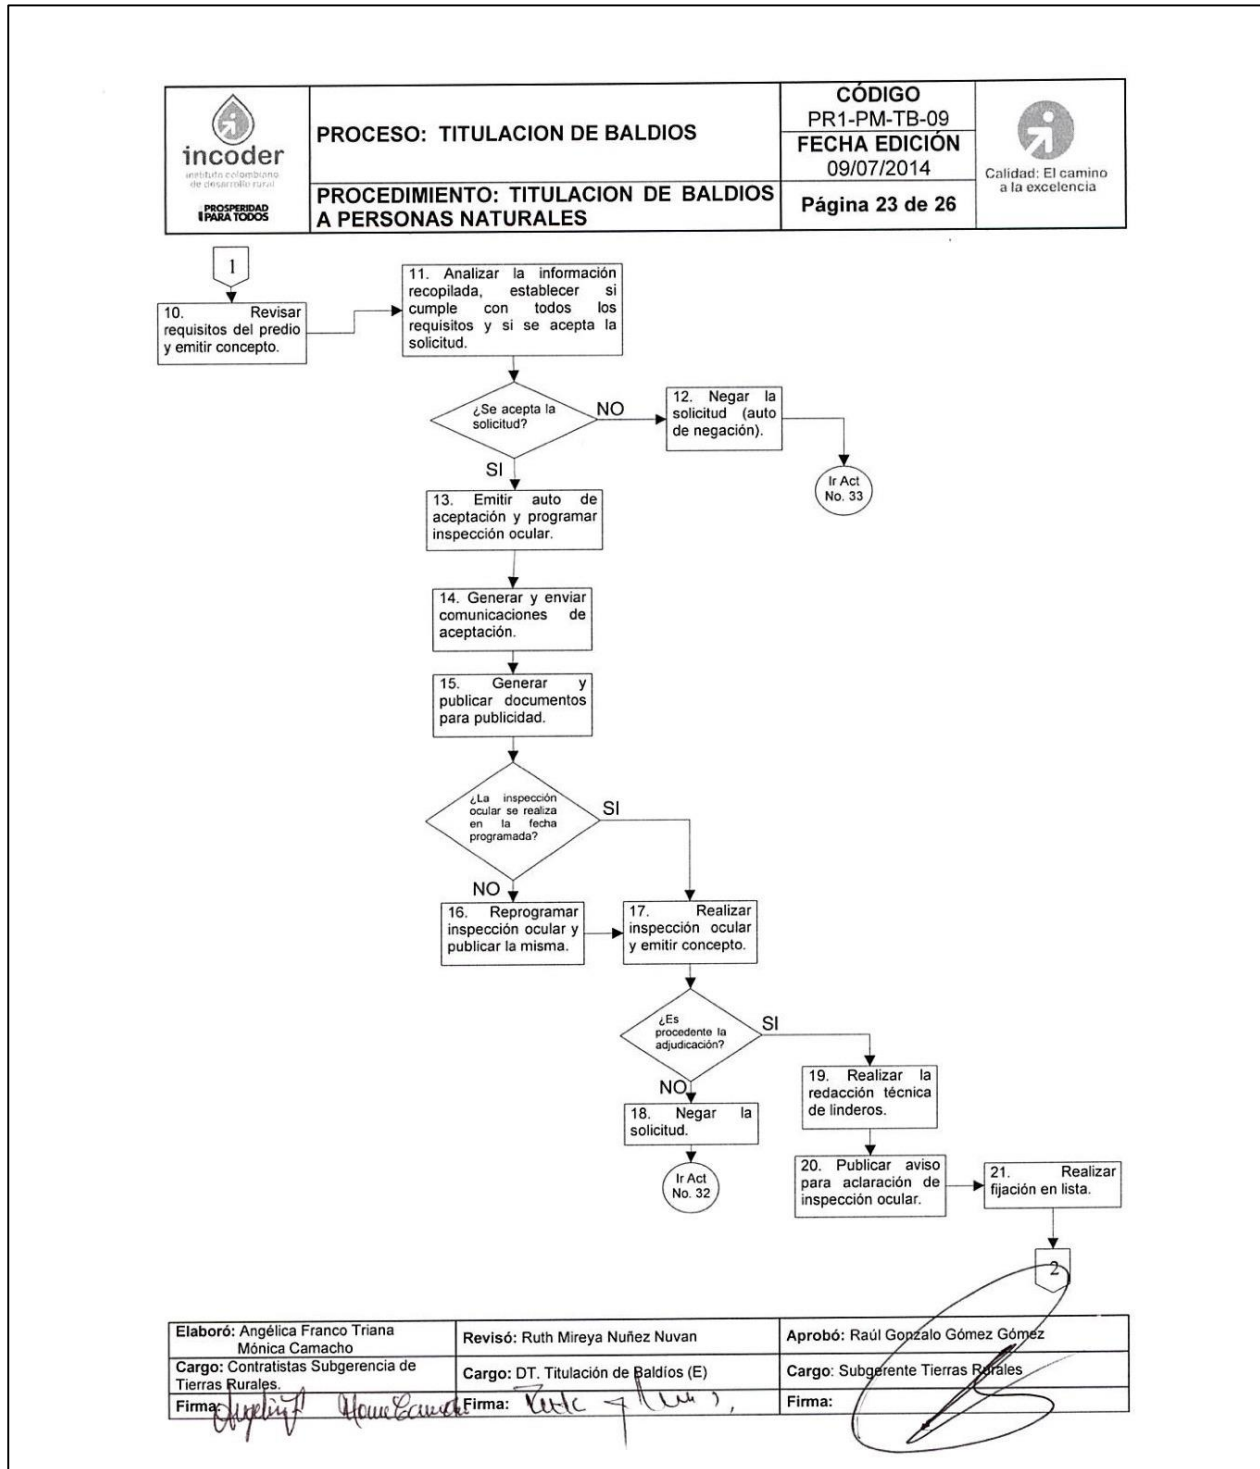 incoder
instituto colombiano
de desarrollo rural
PROSPERIDAD
PARA TODOS
PROCESO: TITULACION DE BALDIOS
PROCEDIMIENTO: TITULACION DE BALDIOS
A PERSONAS NATURALES
CÓDIGO
PR1-PM-TB-09
FECHA EDICIÓN
09/07/2014
Página 23 de 26
Calidad: El camino
a la excelencia
1
10. Revisar
requisitos del predio
y emitir concepto.
11. Analizar la información
recopilada, establecer si
cumple con todos los
requisitos y si se acepta la
solicitud.
¿Se acepta la
solicitud?
NO
12. Negar la
solicitud (auto
de negación).
Ir Act
No. 33
SI
13. Emitir auto de
aceptación y programar
inspección ocular.
14. Generar y enviar
comunicaciones de
aceptación.
15. Generar y
publicar documentos
para publicidad.
¿La inspección
ocular se realiza
en la fecha
programada?
SI
NO
16. Reprogramar
inspección ocular y
publicar la misma.
17. Realizar
inspección ocular
y emitir concepto.
¿Es
procedente la
adjudicación?
SI
NO
18. Negar la
solicitud.
Ir Act
No. 32
19. Realizar la
redacción técnica
de linderos.
20. Publicar aviso
para aclaración de
inspección ocular.
21. Realizar
fijación en lista.
2
Elaboró: Angélica Franco Triana
Mónica Camacho
Revisó: Ruth Mireya Nuñez Nuvan
Aprobó: Raúl Gonzalo Gómez Gómez
Cargo: Contratistas Subgerencia de
Tierras Rurales.
Cargo: DT. Titulación de Baldíos (E)
Cargo: Subgerente Tierras Rurales
Firma:
Firma:
Firma: